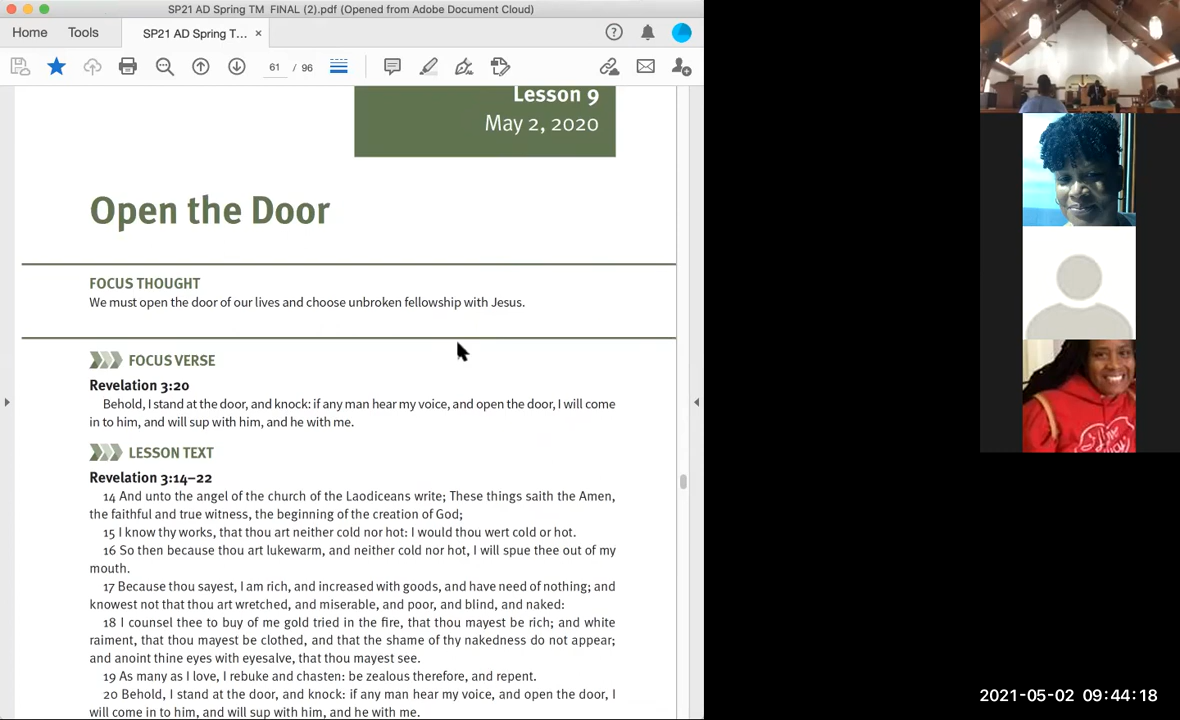 SP21 AD Spring TM FINAL (2).pdf (Opened from Adobe Document Cloud)
Home Tools SP21 AD Spring T... ×
61 / 96
Lesson 9
May 2, 2020
Open the Door
FOCUS THOUGHT
We must open the door of our lives and choose unbroken fellowship with Jesus.
FOCUS VERSE
Revelation 3:20
Behold, I stand at the door, and knock: if any man hear my voice, and open the door, I will come
in to him, and will sup with him, and he with me.
LESSON TEXT
Revelation 3:14–22
14 And unto the angel of the church of the Laodiceans write; These things saith the Amen,
the faithful and true witness, the beginning of the creation of God;
15 I know thy works, that thou art neither cold nor hot: I would thou wert cold or hot.
16 So then because thou art lukewarm, and neither cold nor hot, I will spue thee out of my
mouth.
17 Because thou sayest, I am rich, and increased with goods, and have need of nothing; and
knowest not that thou art wretched, and miserable, and poor, and blind, and naked:
18 I counsel thee to buy of me gold tried in the fire, that thou mayest be rich; and white
raiment, that thou mayest be clothed, and that the shame of thy nakedness do not appear;
and anoint thine eyes with eyesalve, that thou mayest see.
19 As many as I love, I rebuke and chasten: be zealous therefore, and repent.
20 Behold, I stand at the door, and knock: if any man hear my voice, and open the door, I
will come in to him, and will sup with him, and he with me.
2021-05-02 09:44:18